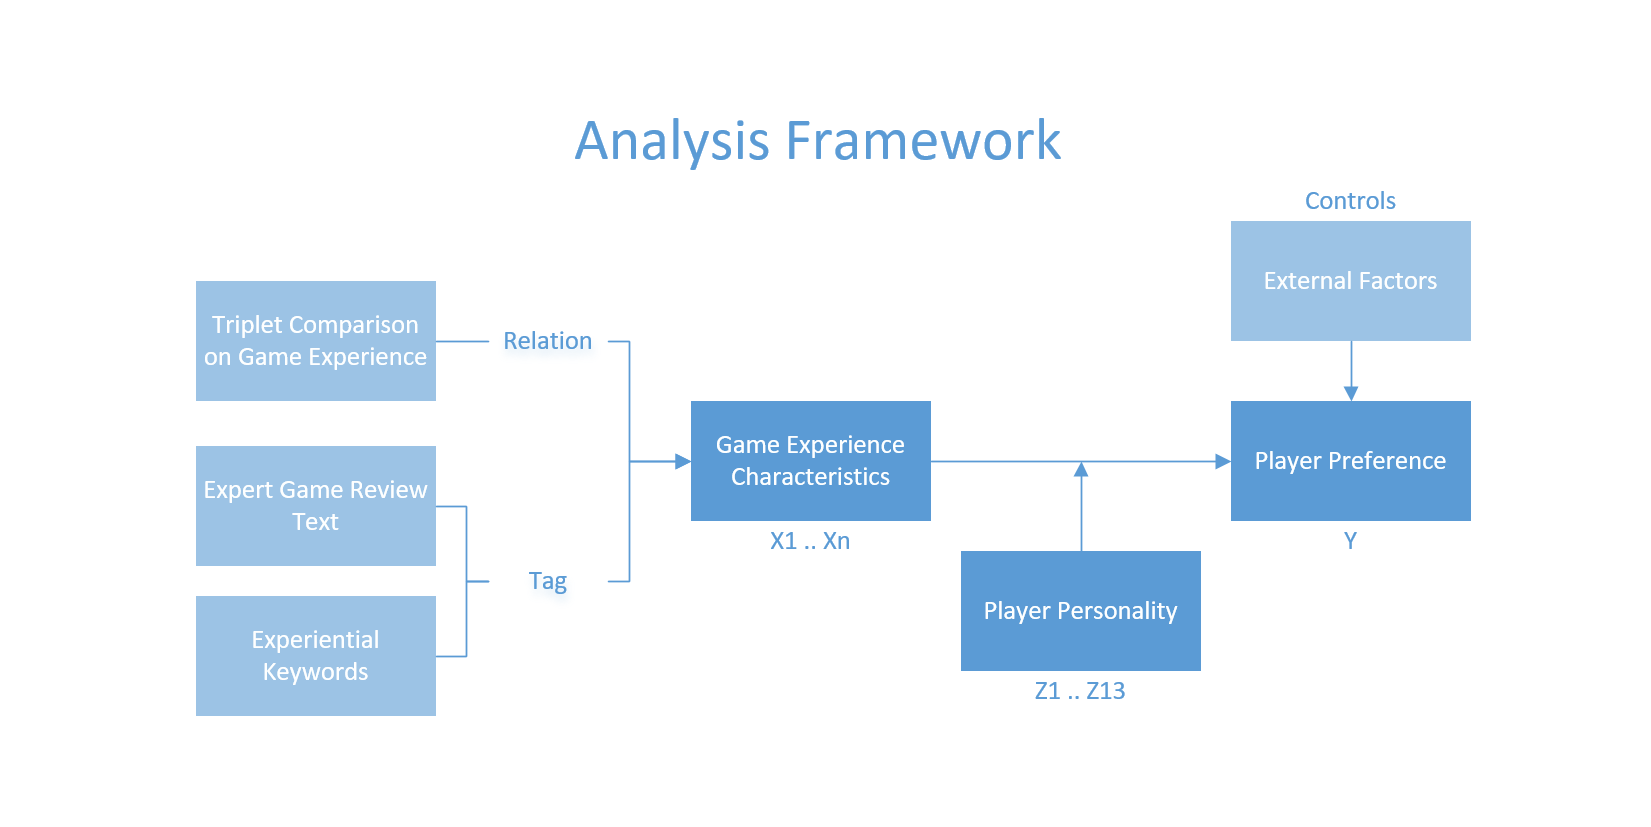 Analysis Framework
Controls
External Factors
Triplet Comparison
on Game Experience
Relation
Game Experience
Characteristics
X1 .. Xn
Player Preference
Y
Expert Game Review
Text
Tag
Experiential
Keywords
Player Personality
Z1 .. Z13